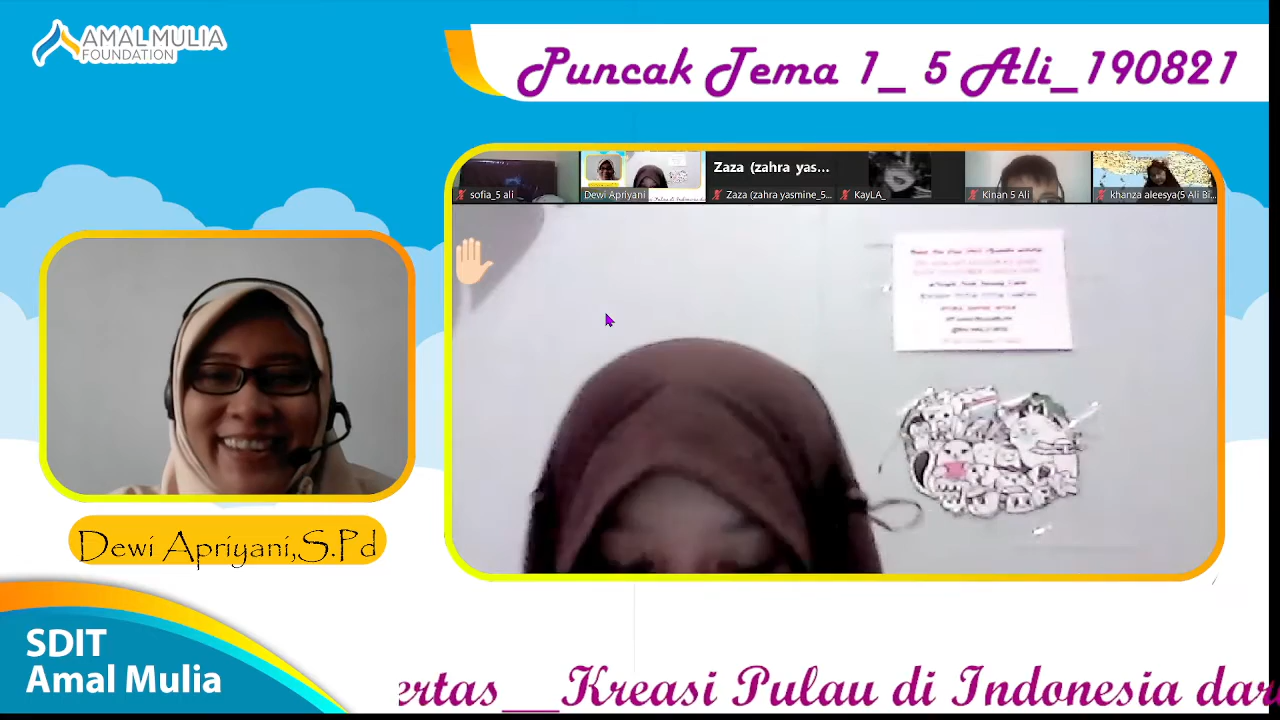 AMAL MULIA
FOUNDATION
Puncak Tema 1_ 5 Ali_190821
Zaza (zahra yas...
sofia_5 ali
Dewi Apriyani
Zaza (zahra yasmine_5...
KayLA_
Kinan 5 Ali
khanza aleesya(5 Ali Bi...
Dewi Apriyani,S.Pd
SDIT
Amal Mulia
ertas__Kreasi Pulau di Indonesia dar